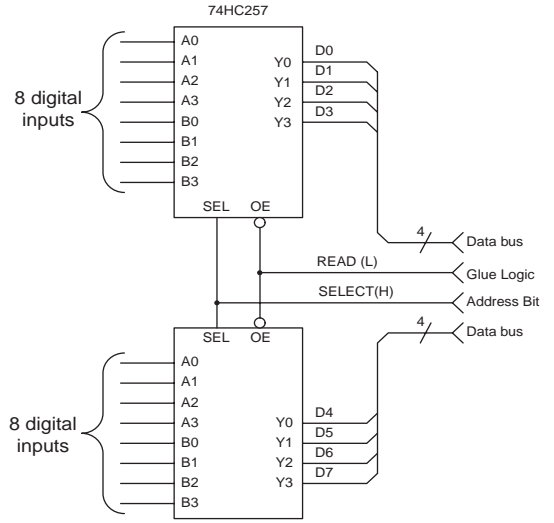 74HC257
A0
A1
A2
A3
B0
B1
B2
B3
8 digital
inputs
Y0
Y1
Y2
Y3
D0
D1
D2
D3
SEL OE
4
Data bus
READ (L)
Glue Logic
SELECT(H)
Address Bit
4
Data bus
SEL OE
A0
A1
A2
A3
B0
B1
B2
B3
8 digital
inputs
Y0
Y1
Y2
Y3
D4
D5
D6
D7